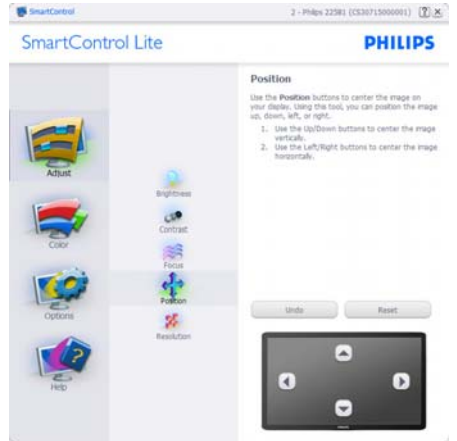 SmartControl
2 - Philips 225B1 (CS30715000001)
SmartControl Lite
PHILIPS
Position
Use the Position buttons to center the image on
your display. Using this tool, you can position the image
up, down, left, or right.
1. Use the Up/Down buttons to center the image
vertically.
2. Use the Left/Right buttons to center the image
horizontally.
Adjust
Color
Options
Help
Brightness
Contrast
Focus
Position
Resolution
Undo
Reset